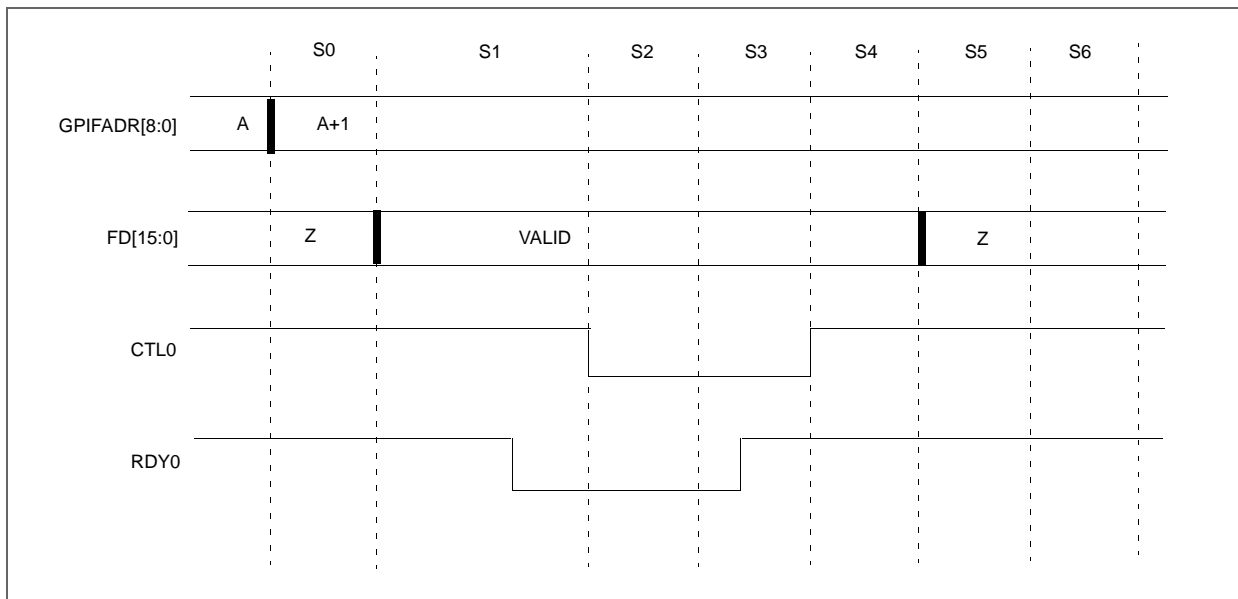 S0 S1 S2 S3 S4 S5 S6
GPIFADR[8:0] A A+1
FD[15:0] Z VALID Z
CTL0
RDY0